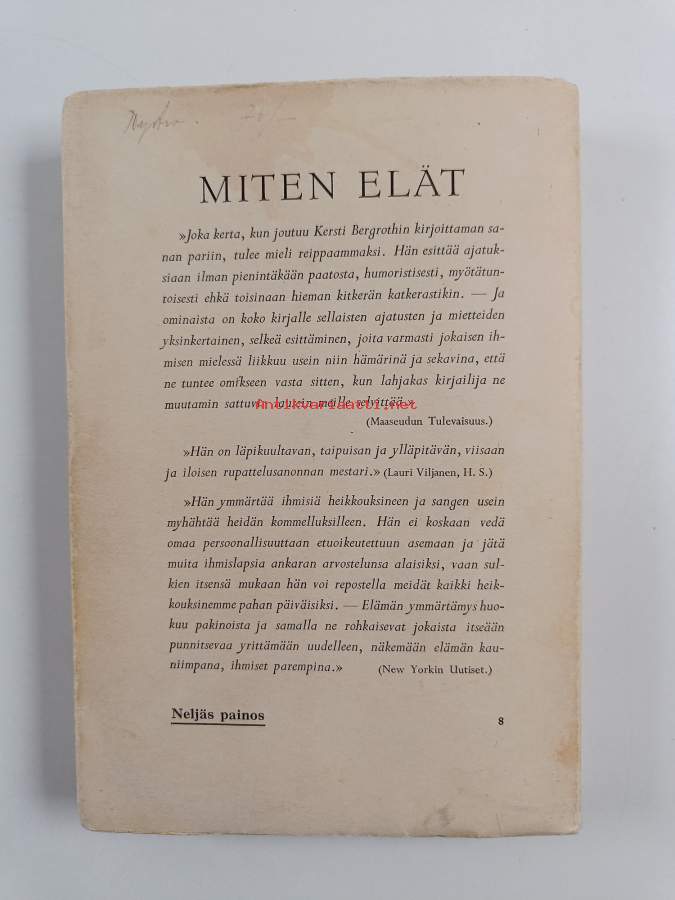 MITEN ELÄT
»Joka kerta, kun joutuu Kersti Bergrothin kirjoittaman sa-
nan pariin, tulee mieli reippaammaksi. Hän esittää ajatuk-
siaan ilman pienintäkään paatosta, humoristisesti, myötätun-
toisesti ehkä toisinaan hieman kitkerän katkerastikin. — Ja
ominaista on koko kirjalle sellaisten ajatusten ja mietteiden
yksinkertainen, selkeä esittäminen, joita varmasti jokaisen ih-
misen mielessä liikkuu usein niin hämärinä ja sekavina, että
ne tuntee omikseen vasta sitten, kun lahjakas kirjailija ne
muutamin sattuvin lausein meille selvittää.»
Antikvariaatti.net
(Maaseudun Tulevaisuus.)
»Hän on läpikuultavan, taipuisan ja ylläpitävän, viisaan
ja iloisen rupattelusanonnan mestari.» (Lauri Viljanen, H. S.)
»Hän ymmärtää ihmisiä heikkouksineen ja sangen usein
myhähtää heidän kommelluksilleen. Hän ei koskaan vedä
omaa persoonallisuuttaan etuoikeutettuun asemaan ja jätä
muita ihmislapsia ankaran arvostelunsa alaisiksi, vaan sul-
kien itsensä mukaan hän voi repostella meidät kaikki heik-
kouksinemme pahan päiväisiksi. — Elämän ymmärtämys huo-
kuu pakinoista ja samalla ne rohkaisevat jokaista itseään
punnitsevaa yrittämään uudelleen, näkemään elämän kau-
niimpana, ihmiset parempina.» (New Yorkin Uutiset.)
Neljäs painos
8